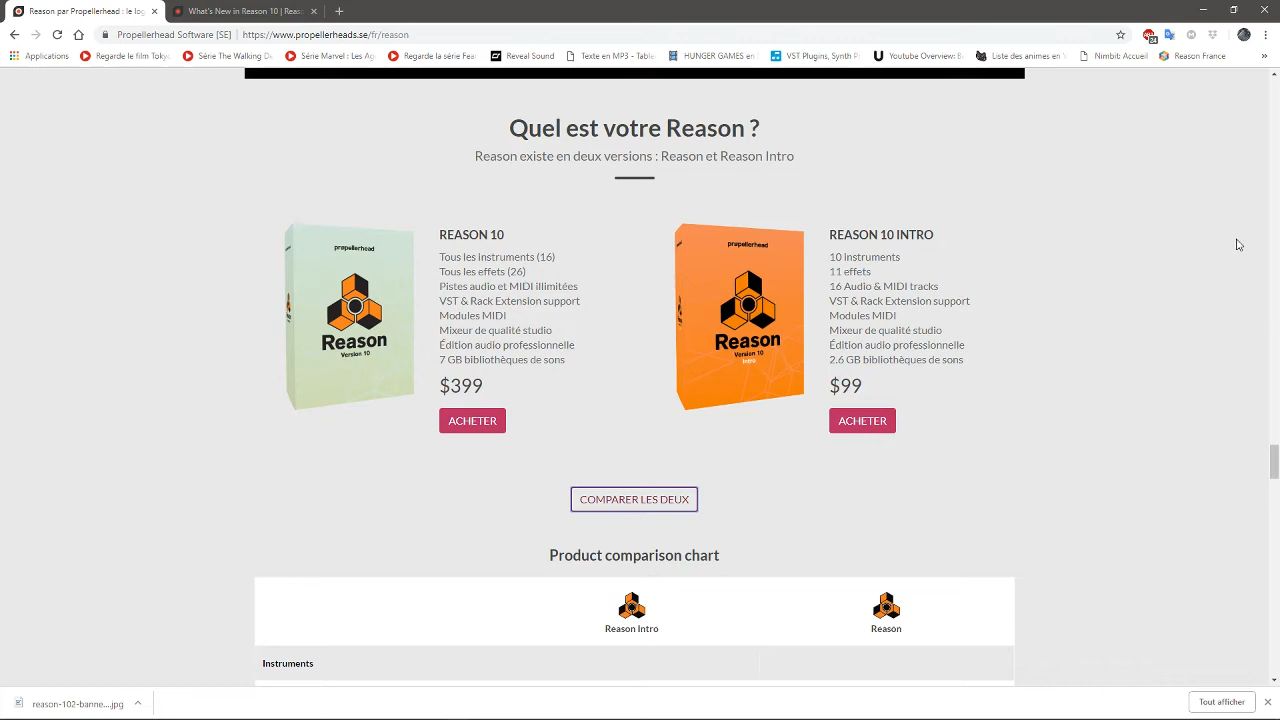 Reason par Propellerhead : le log
What's New in Reason 10 | Reaso
Propellerhead Software [SE] | https://www.propellerheads.se/fr/reason
24
Applications
Regarde le film Tokyo
Série The Walking De
Série Marvel : Les Ag
Regarde la série Fear
Reveal Sound
Texte en MP3 - Table
HUNGER GAMES en
VST Plugins, Synth P
Youtube Overview: B
Liste des animes en V
Nimbit: Accueil
Reason France
»
Quel est votre Reason ?
Reason existe en deux versions : Reason et Reason Intro
propellerhead
Reason
Version 10
REASON 10
Tous les instruments (16)
Tous les effets (26)
Pistes audio et MIDI illimitées
VST & Rack Extension support
Modules MIDI
Mixeur de qualité studio
Édition audio professionnelle
7 GB bibliothèques de sons
$399
ACHETER
propellerhead
Reason
Version 10
Intro
REASON 10 INTRO
10 Instruments
11 effets
16 Audio & MIDI tracks
VST & Rack Extension support
Modules MIDI
Mixeur de qualité studio
Édition audio professionnelle
2.6 GB bibliothèques de sons
$99
ACHETER
COMPARER LES DEUX
Product comparison chart
Reason Intro
Reason
Instruments
reason-102-banne....jpg
Tout afficher